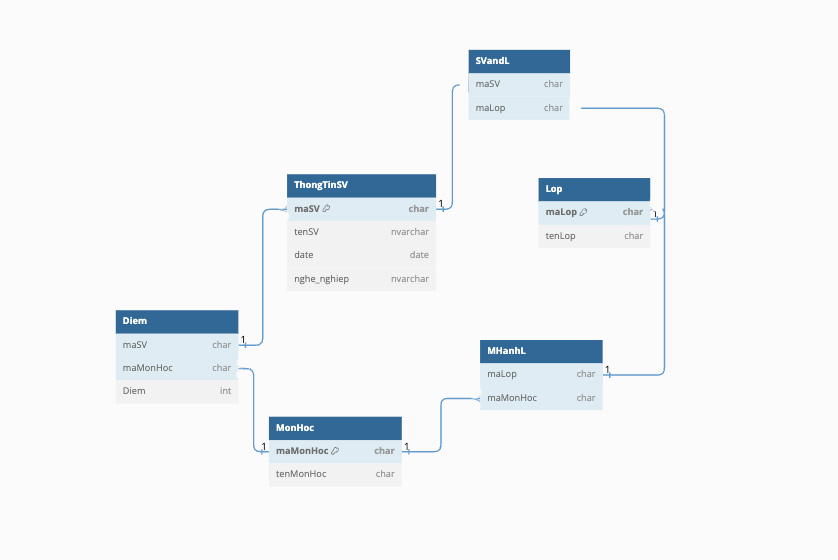 SVandL
maSV char
maLop char
ThongTinSV
maSV char
1
tenSV nvarchar
date date
nghe_nghiep nvarchar
Lop
maLop char
1
tenLop char
Diem
maSV char
1
maMonHoc char
Diem int
MHanhL
maLop char
1
maMonHoc char
MonHoc
1
maMonHoc char
1
tenMonHoc char